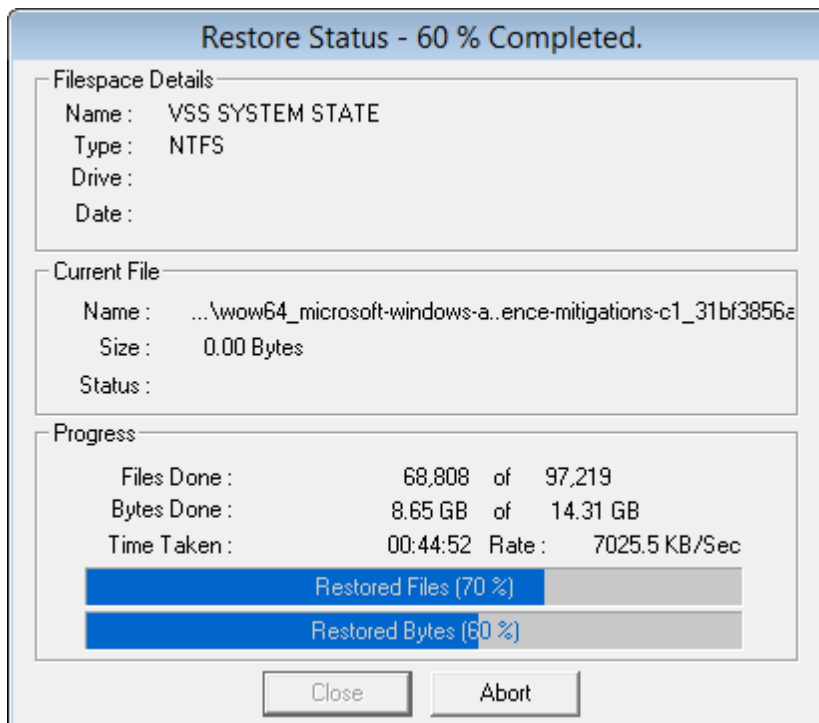 Restore Status - 60 % Completed.
Filespace Details
Name : VSS SYSTEM STATE
Type : NTFS
Drive :
Date :
Current File
Name : ...\wow64_microsoft-windows-a..ence-mitigations-c1_31bf3856a
Size : 0.00 Bytes
Status :
Progress
Files Done : 68,808 of 97,219
Bytes Done : 8.65 GB of 14.31 GB
Time Taken : 00:44:52 Rate : 7025.5 KB/Sec
Restored Files (70 %)
Restored Bytes (60 %)
Close Abort